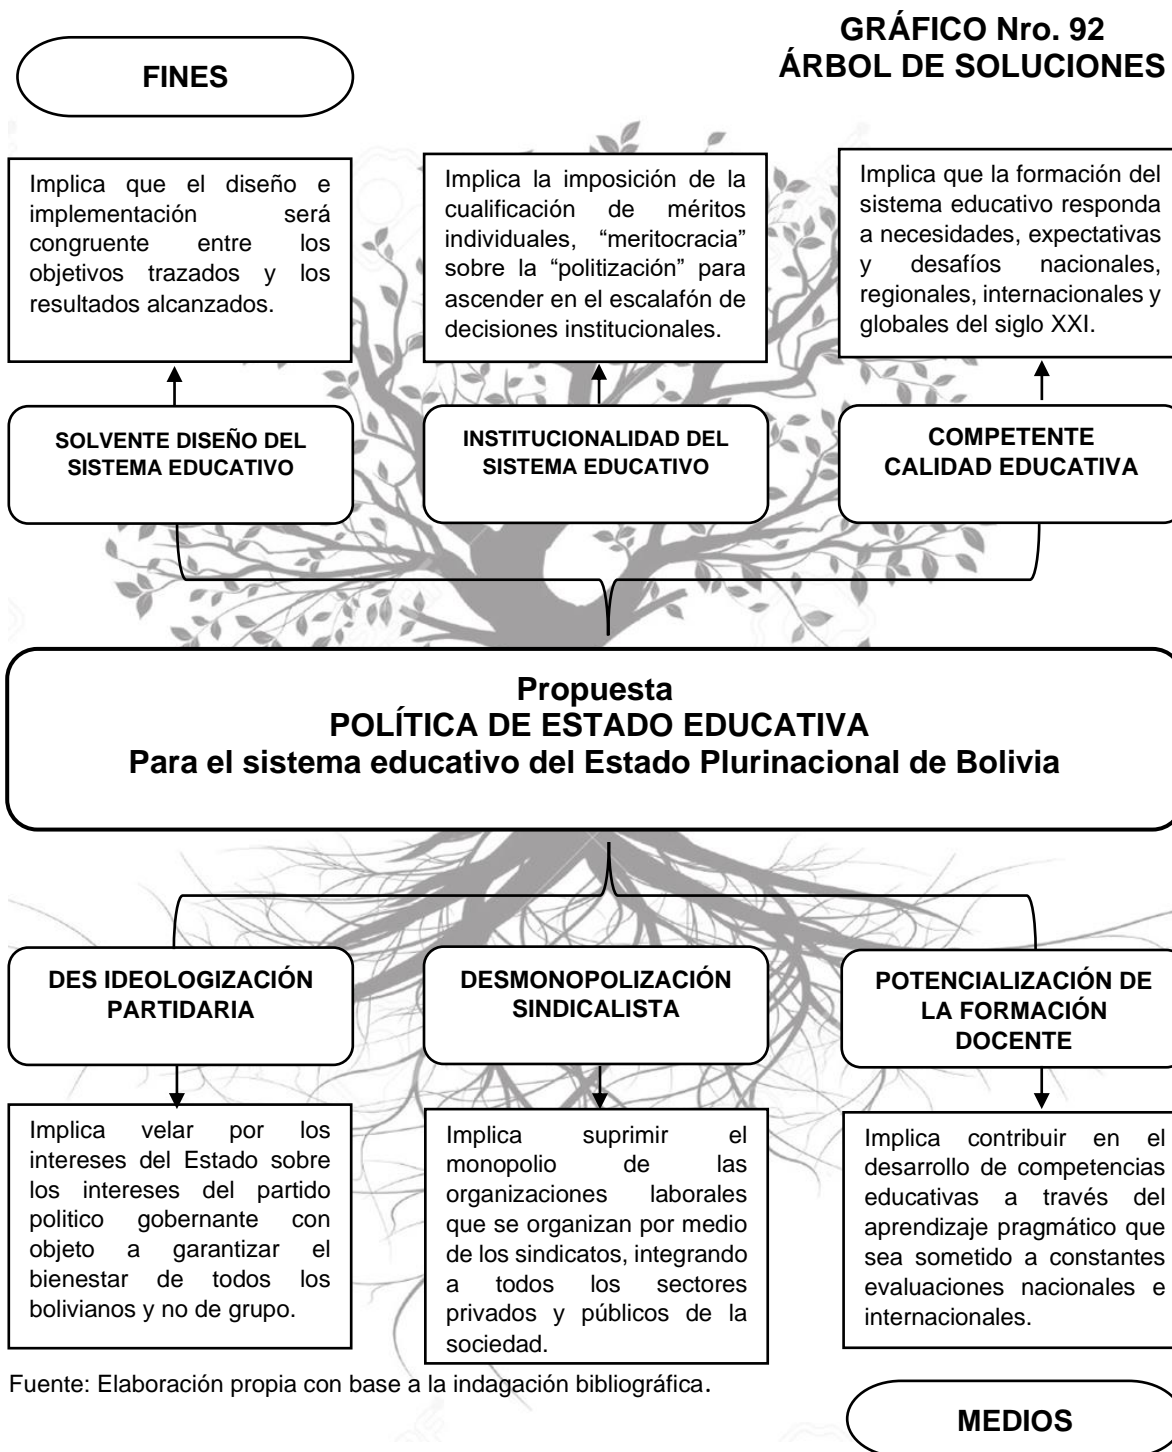 GRÁFICO Nro. 92
ÁRBOL DE SOLUCIONES
FINES
Implica que el diseño e
implementación será
congruente entre los
objetivos trazados y los
resultados alcanzados.
Implica la imposición de la
cualificación de méritos
individuales, “meritocracia”
sobre la “politización” para
ascender en el escalafón de
decisiones institucionales.
Implica que la formación del
sistema educativo responda
a necesidades, expectativas
y desafíos nacionales,
regionales, internacionales y
globales del siglo XXI.
SOLVENTE DISEÑO DEL
SISTEMA EDUCATIVO
INSTITUCIONALIDAD DEL
SISTEMA EDUCATIVO
COMPETENTE
CALIDAD EDUCATIVA
Propuesta
POLÍTICA DE ESTADO EDUCATIVA
Para el sistema educativo del Estado Plurinacional de Bolivia
DES IDEOLOGIZACIÓN
PARTIDARIA
DESMONOPOLIZACIÓN
SINDICALISTA
POTENCIALIZACIÓN DE
LA FORMACIÓN
DOCENTE
Implica velar por los
intereses del Estado sobre
los intereses del partido
politico gobernante con
objeto a garantizar el
bienestar de todos los
bolivianos y no de grupo.
Implica suprimir el
monopolio de las
organizaciones laborales
que se organizan por medio
de los sindicatos, integrando
a todos los sectores
privados y públicos de la
sociedad.
Implica contribuir en el
desarrollo de competencias
educativas a través del
aprendizaje pragmático que
sea sometido a constantes
evaluaciones nacionales e
internacionales.
Fuente: Elaboración propia con base a la indagación bibliográfica.
MEDIOS